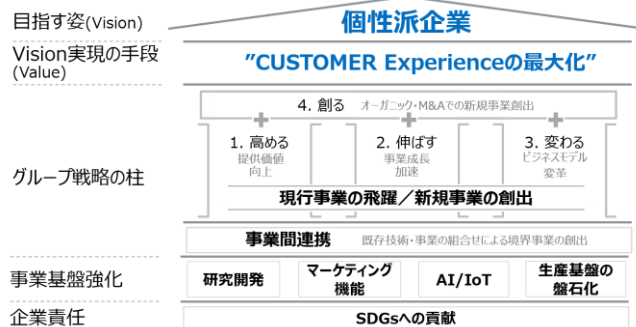 目指す姿(Vision)
個性派企業
Vision実現の手段
(Value)
”CUSTOMER Experienceの最大化”
グループ戦略の柱
4. 創る オーガニック・M&Aでの新規事業創出
1. 高める
提供価値
向上
2. 伸ばす
事業成長
加速
3. 変わる
ビジネスモデル
変革
現行事業の飛躍／新規事業の創出
事業間連携 既存技術・事業の組合せによる境界事業の創出
事業基盤強化
研究開発
マーケティング
機能
AI/IoT
生産基盤の
盤石化
企業責任
SDGsへの貢献